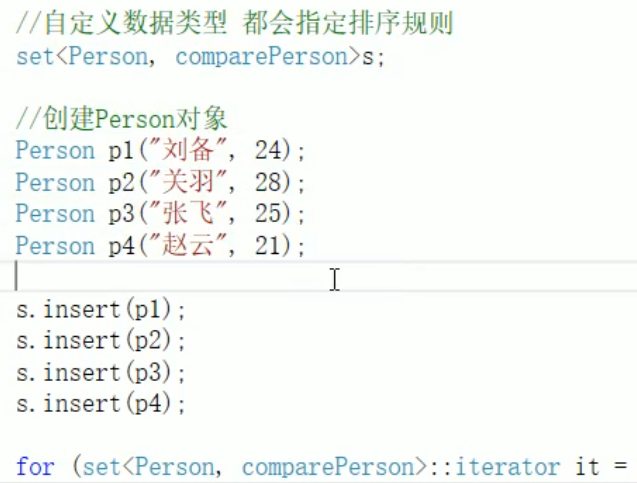 //自定义数据类型 都会指定排序规则
set<Person, comparePerson>s;
//创建Person对象
Person p1("刘备", 24);
Person p2("关羽", 28);
Person p3("张飞", 25);
Person p4("赵云", 21);
s.insert(p1);
s.insert(p2);
s.insert(p3);
s.insert(p4);
for (set<Person, comparePerson>::iterator it =